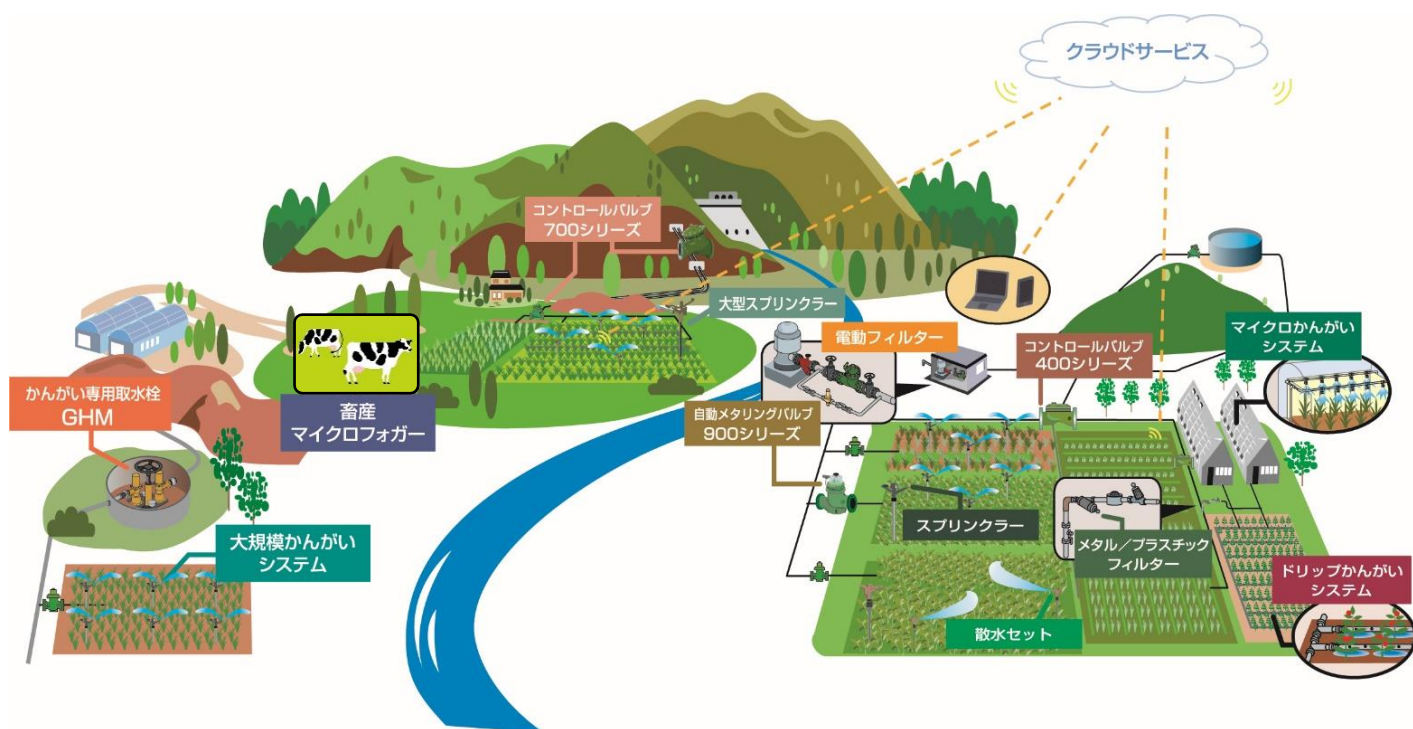 クラウドサービス
コントロールバルブ
700シリーズ
大型スプリンクラー
電動フィルター
コントロールバルブ
400シリーズ
マイクロかんがい
システム
かんがい専用取水栓
GHM
畜産
マイクロフォガー
自動メタリングバルブ
900シリーズ
スプリンクラー
大規模かんがい
システム
メタル／プラスチック
フィルター
ドリップかんがい
システム
散水セット